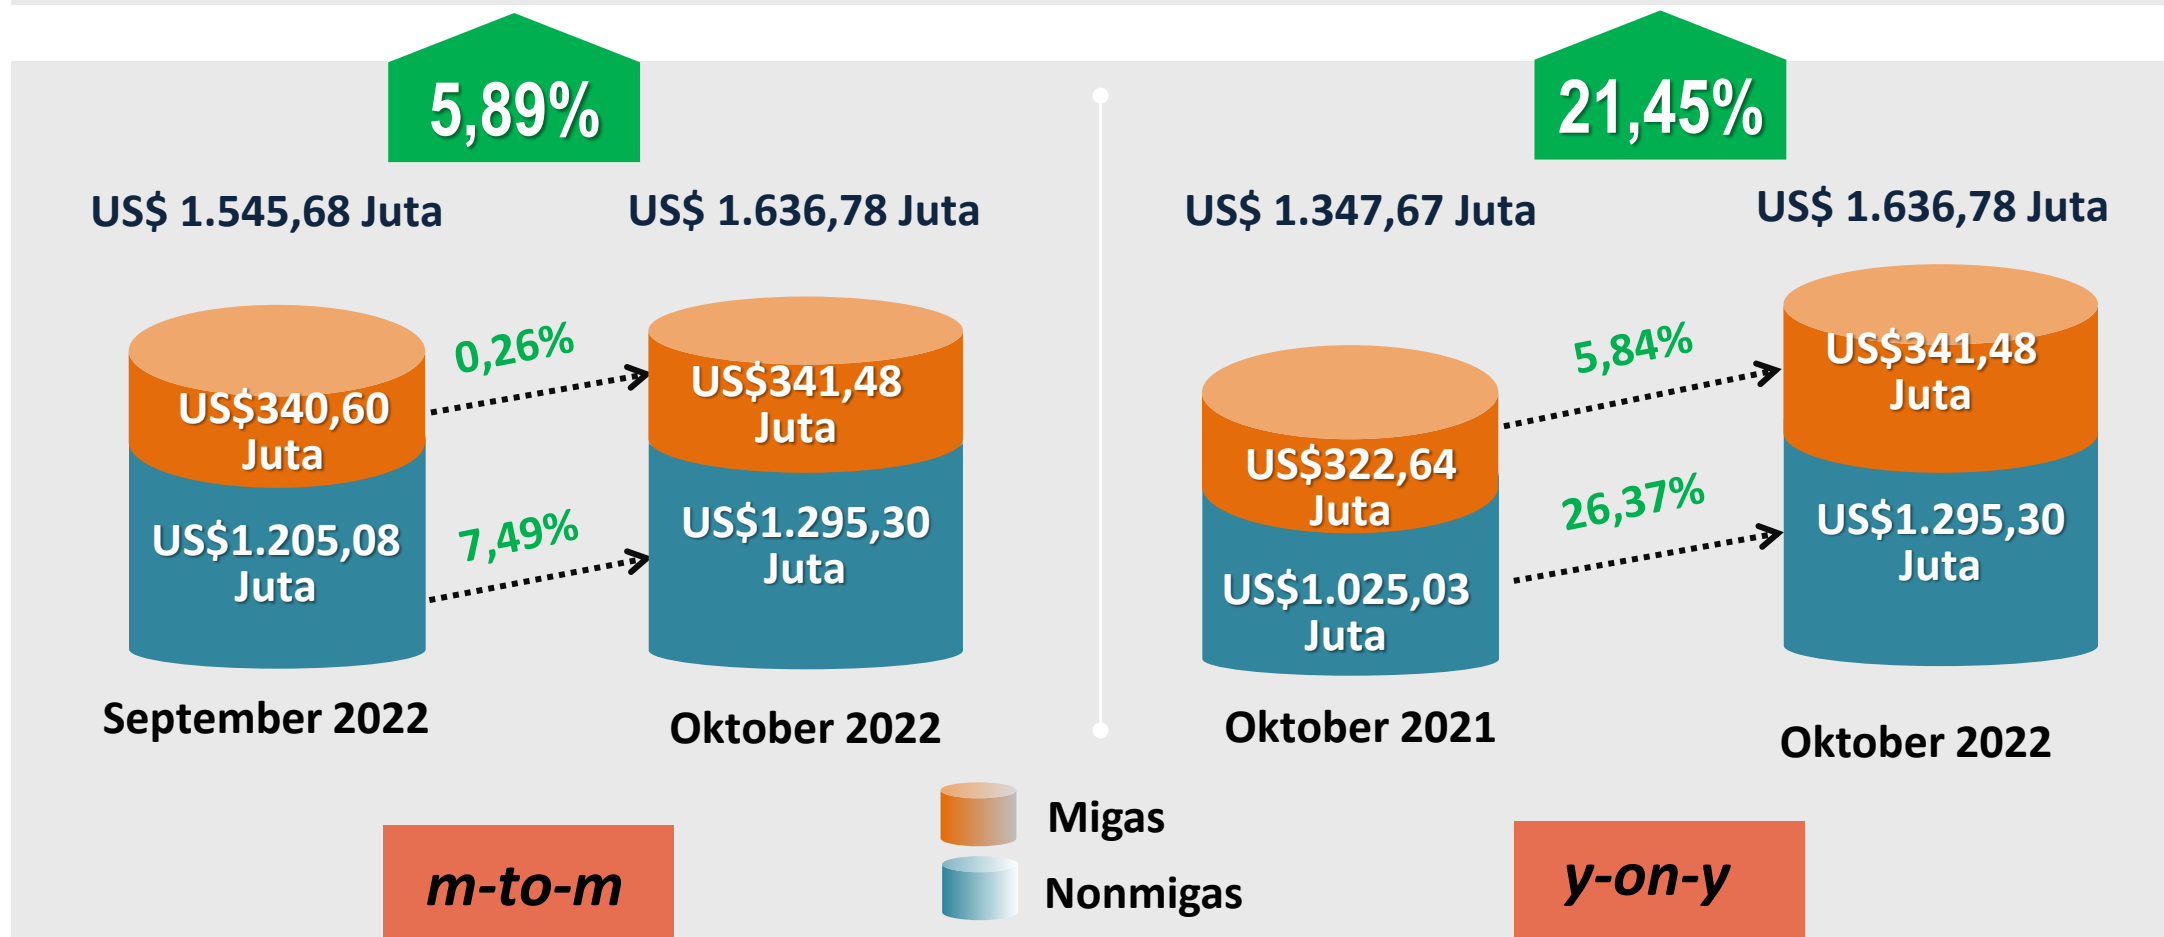 5,89%
US$ 1.545,68 Juta
US$ 1.636,78 Juta
0,26%
US$340,60
Juta
US$341,48
Juta
7,49%
US$1.205,08
Juta
US$1.295,30
Juta
September 2022
Oktober 2022
m-to-m
21,45%
US$ 1.347,67 Juta
US$ 1.636,78 Juta
5,84%
US$322,64
Juta
US$341,48
Juta
26,37%
US$1.025,03
Juta
US$1.295,30
Juta
Oktober 2021
Oktober 2022
Migas
Nonmigas
y-on-y